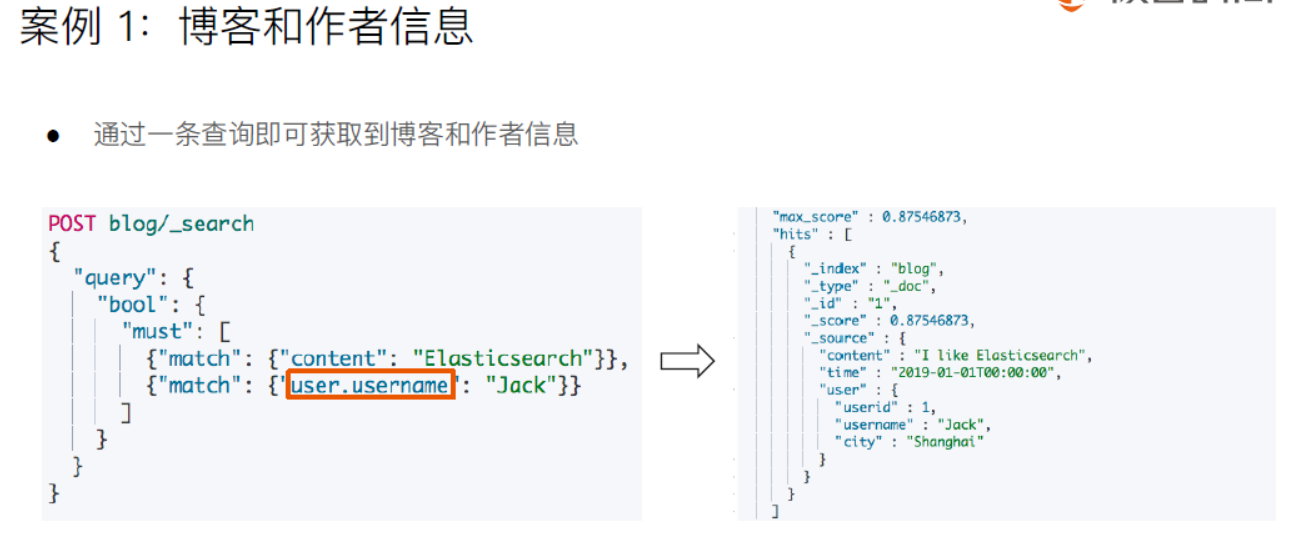 案例 1：博客和作者信息
● 通过一条查询即可获取到博客和作者信息
POST blog/_search
{
"query": {
"bool": {
"must": [
{"match": {"content": "Elasticsearch"}},
{"match": {"user.username": "Jack"}}
]
}
}
}
"max_score" : 0.87546873,
"hits" : [
{
"_index" : "blog",
"_type" : "_doc",
"_id" : "1",
"_score" : 0.87546873,
"_source" : {
"content" : "I like Elasticsearch",
"time" : "2019-01-01T00:00:00",
"user" : {
"userid" : 1,
"username" : "Jack",
"city" : "Shanghai"
}
}
}
]